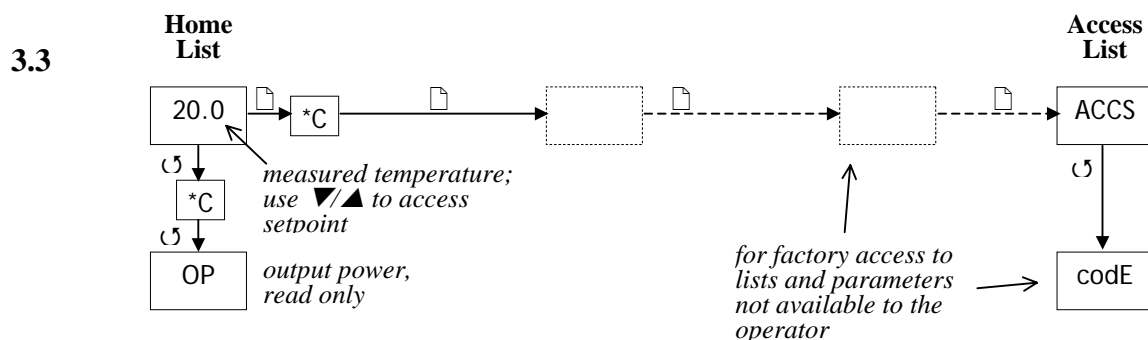 3.3
Home
List
Access
List
20.0
*C
ACCS
measured temperature;
use ▼/▲ to access
setpoint
*C
OP
output power,
read only
for factory access to
lists and parameters
not available to the
operator
codE